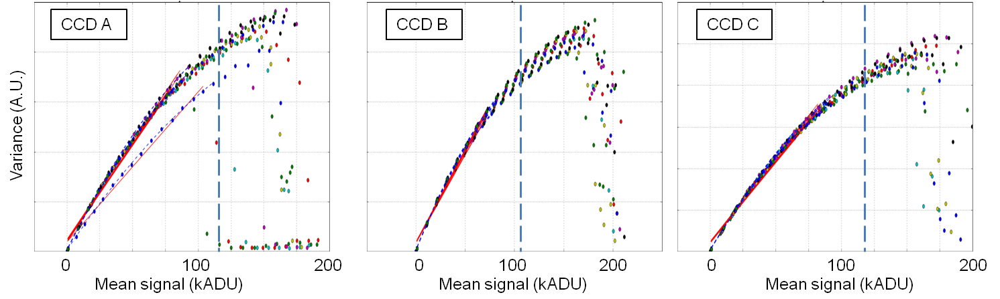 CCD A
CCD B
CCD C
Variance (A.U.)
0 100 200
0 100 200
0 100 200
Mean signal (kADU)
Mean signal (kADU)
Mean signal (kADU)